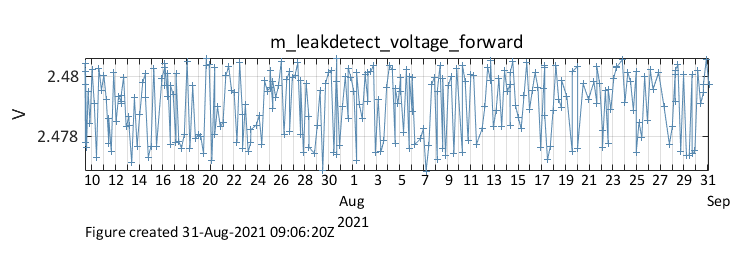 m_leakdetect_voltage_forward
2.48
2.478
V
10 12 14 16 18 20 22 24 26 28 30 1 3 5 7 9 11 13 15 17 19 21 23 25 27 29 31
Aug Sep
2021
Figure created 31-Aug-2021 09:06:20Z